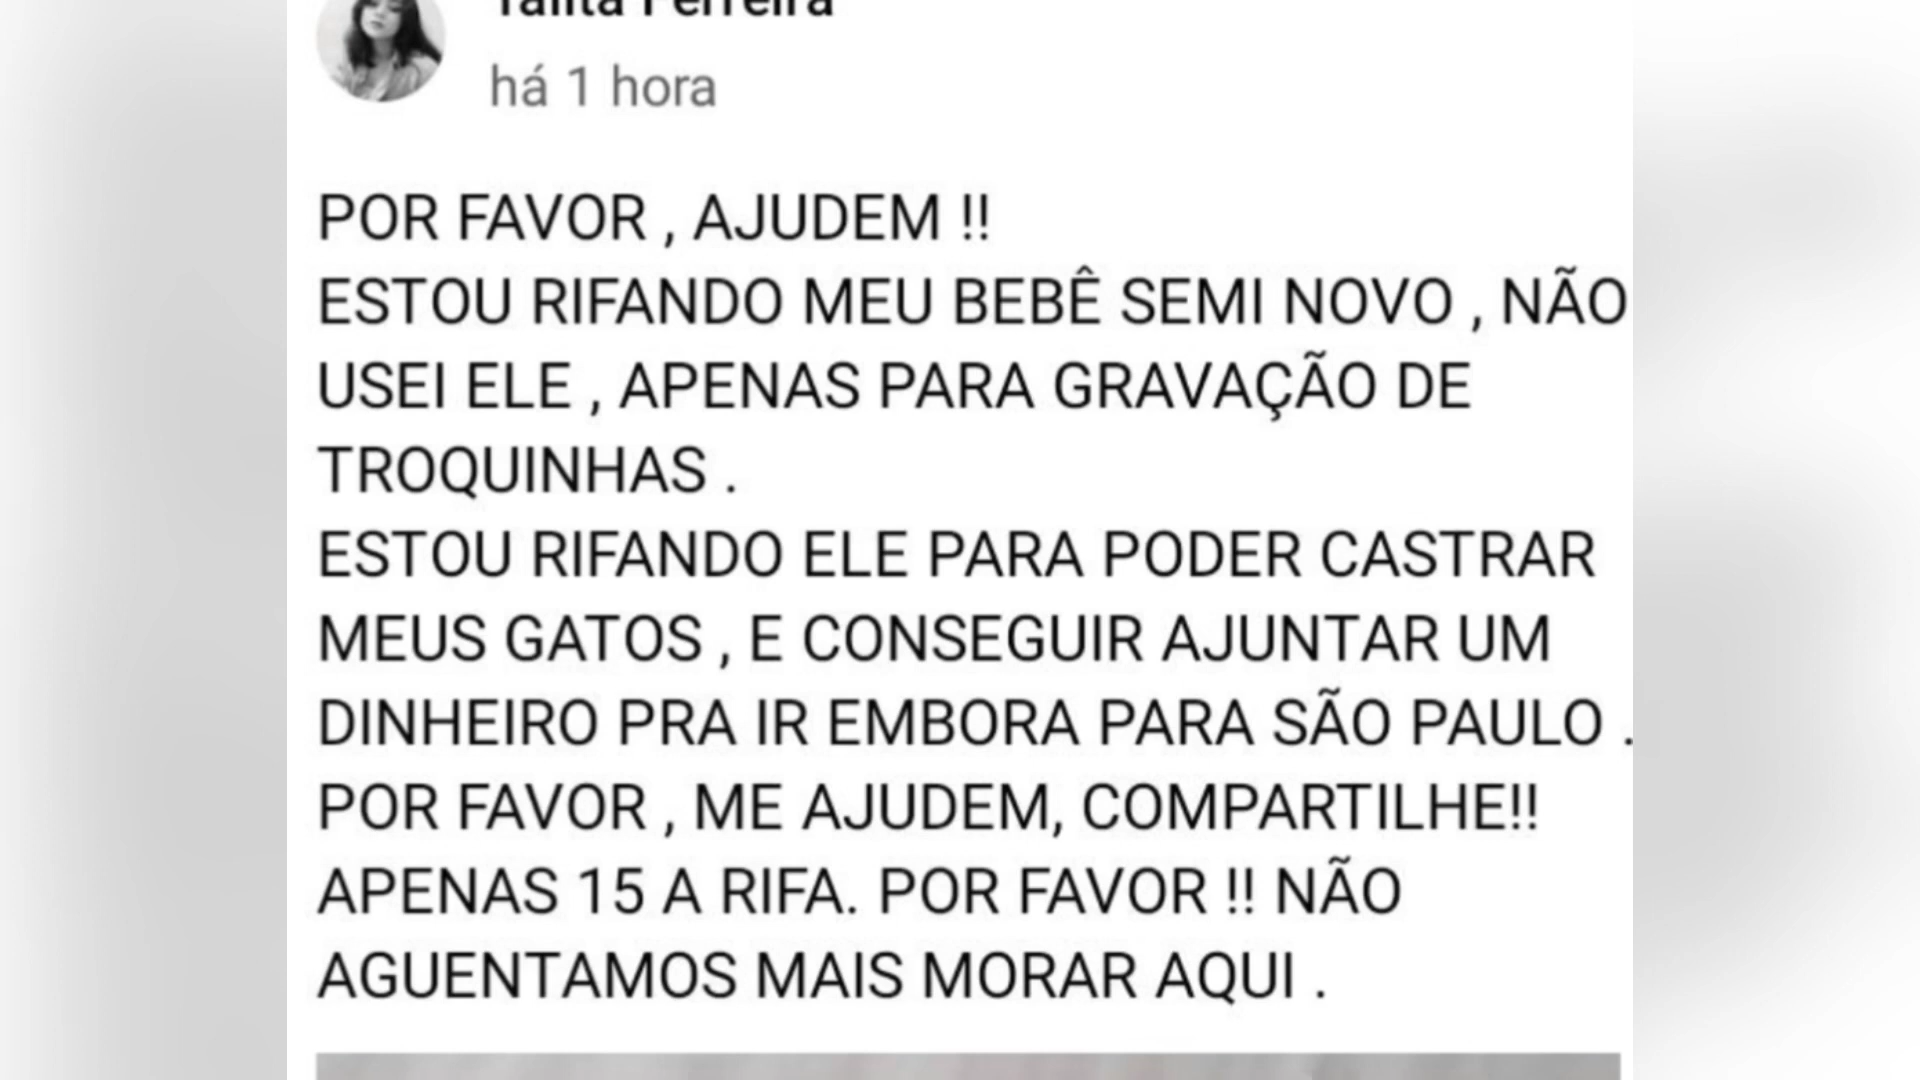 Talita Ferreira
há 1 hora
POR FAVOR , AJUDEM !!
ESTOU RIFANDO MEU BEBÊ SEMI NOVO , NÃO
USEI ELE , APENAS PARA GRAVAÇÃO DE
TROQUINHAS .
ESTOU RIFANDO ELE PARA PODER CASTRAR
MEUS GATOS , E CONSEGUIR AJUNTAR UM
DINHEIRO PRA IR EMBORA PARA SÃO PAULO .
POR FAVOR , ME AJUDEM, COMPARTILHE!!
APENAS 15 A RIFA. POR FAVOR !! NÃO
AGUENTAMOS MAIS MORAR AQUI .